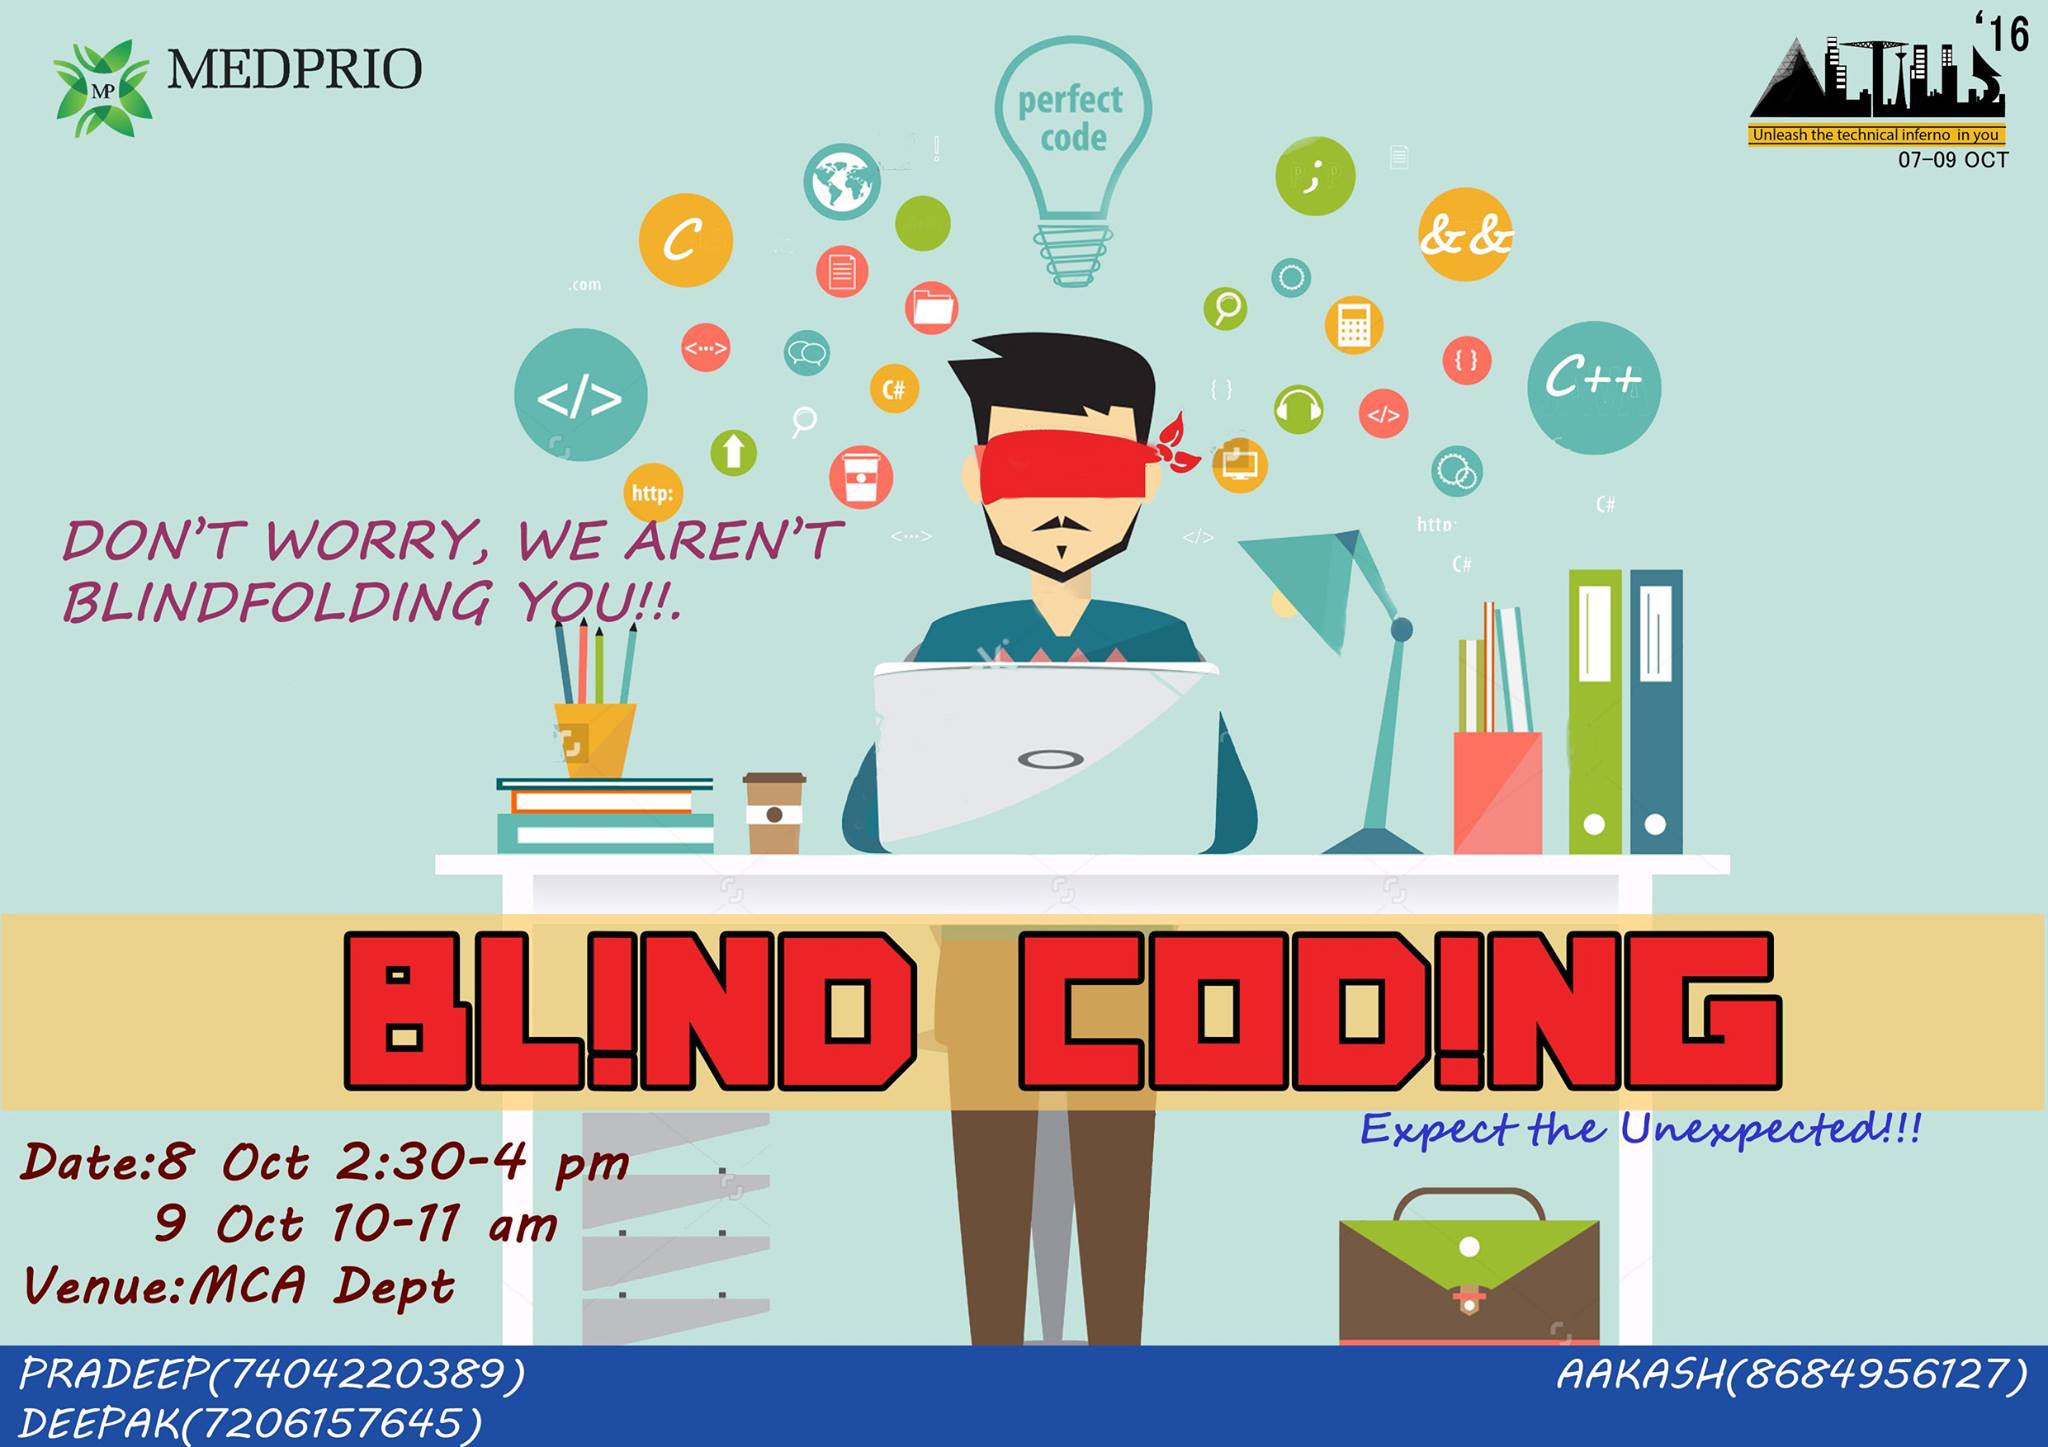 MP
MEDPRIO
'16
ALTIUS
Unleash the technical inferno in you
07-09 OCT
perfect
code
;
C
&&
.com
<...>
</>
C#
C++
{ }
{ }
</>
http:
<...>
</>
http:
C#
C#
DON'T WORRY, WE AREN'T
BLINDFOLDING YOU!!.
BL!ND COD!NG
Expect the Unexpected!!!
Date:8 Oct 2:30-4 pm
9 Oct 10-11 am
Venue:MCA Dept
PRADEEP(7404220389)
AAKASH(8684956127)
DEEPAK(7206157645)